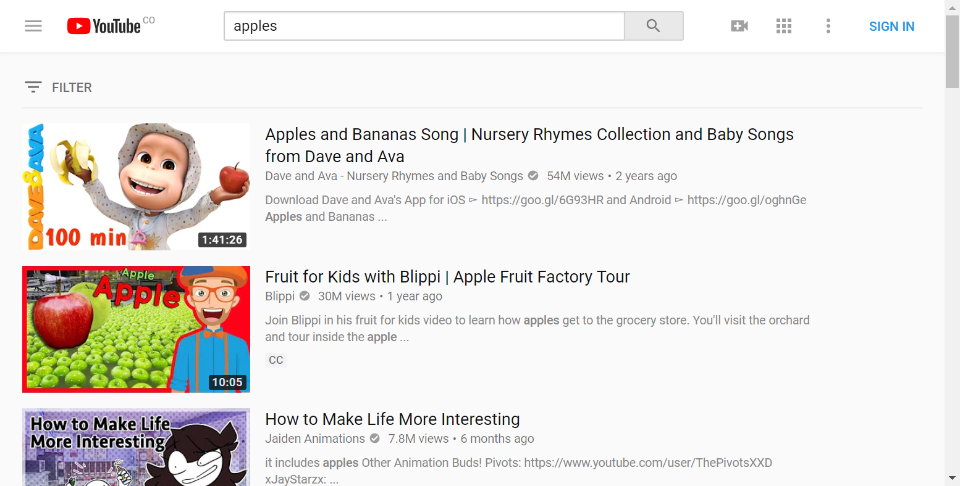 YouTube CO
apples
SIGN IN
FILTER
DAVE AND AVA
100 min
1:41:26
Apples and Bananas Song | Nursery Rhymes Collection and Baby Songs
from Dave and Ava
Dave and Ava - Nursery Rhymes and Baby Songs 54M views • 2 years ago
Download Dave and Ava's App for iOS ► https://goo.gl/6G93HR and Android ► https://goo.gl/oghnGe
Apples and Bananas ...
Apple
Apple
10:05
Fruit for Kids with Blippi | Apple Fruit Factory Tour
Blippi 30M views • 1 year ago
Join Blippi in his fruit for kids video to learn how apples get to the grocery store. You'll visit the orchard
and tour inside the apple ...
CC
How to Make Life
More Interesting
How to Make Life More Interesting
Jaiden Animations 7.8M views • 6 months ago
it includes apples Other Animation Buds! Pivots: https://www.youtube.com/user/ThePivotsXXD
xJayStarzx: ...